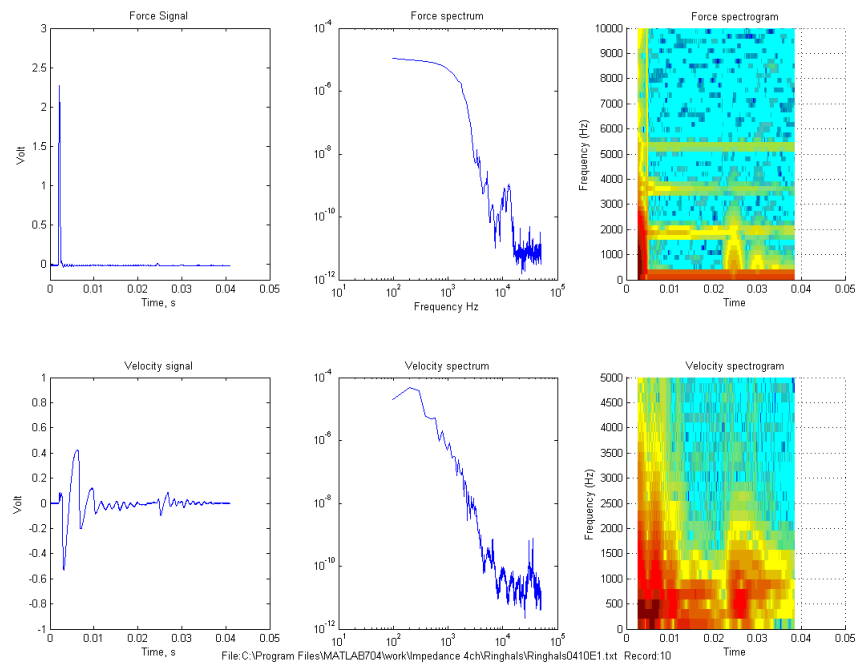 Force Signal
3
2.5
2
1.5
1
0.5
0
Volt
0 0.01 0.02 0.03 0.04 0.05
Time, s
Force spectrum
10^-4
10^-6
10^-8
10^-10
10^-12
10^1 10^2 10^3 10^4 10^5
Frequency Hz
Force spectrogram
10000
9000
8000
7000
6000
5000
4000
3000
2000
1000
0
Frequency (Hz)
0 0.01 0.02 0.03 0.04 0.05
Time
Velocity signal
1
0.8
0.6
0.4
0.2
0
-0.2
-0.4
-0.6
-0.8
-1
Volt
0 0.01 0.02 0.03 0.04 0.05
Time, s
Velocity spectrum
10^-4
10^-6
10^-8
10^-10
10^-12
10^1 10^2 10^3 10^4 10^5
Velocity spectrogram
5000
4500
4000
3500
3000
2500
2000
1500
1000
500
0
Frequency (Hz)
0 0.01 0.02 0.03 0.04 0.05
Time
File:C:\Program Files\MATLAB704\work\Impedance 4ch\Ringhals\Ringhals0410E1.txt Record:10